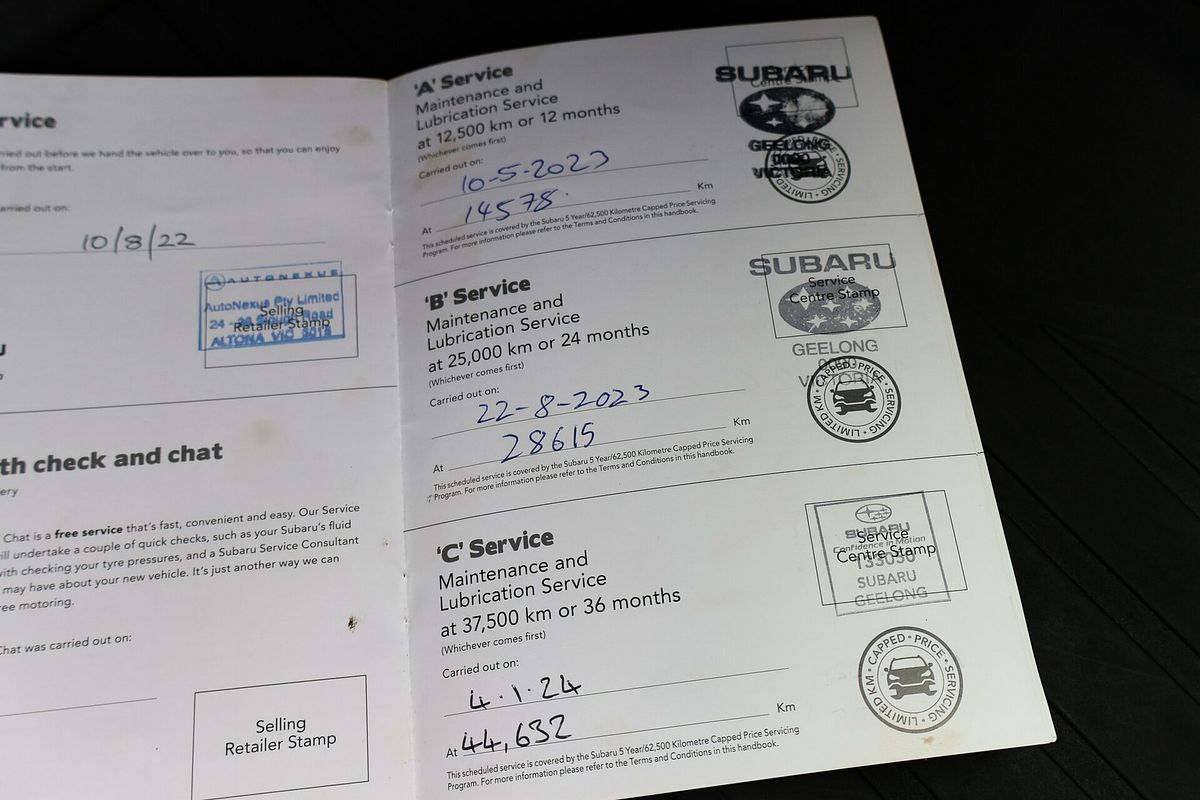 rvice
rried out before we hand the vehicle over to you, so that you can enjoy
from the start.
arried out on:
10/8/22
AUTONEXUS
AutoNexus Pty Limited
24 - Road
ALTONA VIC
Selling
Retailer Stamp
U
th check and chat
ery
Chat is a free service that's fast, convenient and easy. Our Service
ill undertake a couple of quick checks, such as your Subaru's fluid
with checking your tyre pressures, and a Subaru Service Consultant
may have about your new vehicle. It's just another way we can
ree motoring.
Chat was carried out on:
Selling
Retailer Stamp
'A' Service
Maintenance and
Lubrication Service
at 12,500 km or 12 months
(Whichever comes first)
Carried out on:
10-5-2023
At 14578 Km
This scheduled service is covered by the Subaru 5 Year/62,500 Kilometre Capped Price Servicing
Program. For more information please refer to the Terms and Conditions in this handbook.
SUBARU
Centre Stamp
GEELONG
VICTORIA
PRICE SERVICING LIMITED
'B' Service
Maintenance and
Lubrication Service
at 25,000 km or 24 months
(Whichever comes first)
Carried out on:
22-8-2023
At 28615 Km
This scheduled service is covered by the Subaru 5 Year/62,500 Kilometre Capped Price Servicing
Program. For more information please refer to the Terms and Conditions in this handbook.
SUBARU
Service
Centre Stamp
GEELONG
VICTORIA
CAPPED • PRICE • SERVICING • LIMITED KM •
'C' Service
Maintenance and
Lubrication Service
at 37,500 km or 36 months
(Whichever comes first)
Carried out on:
4.1.24
At 44,632 Km
This scheduled service is covered by the Subaru 5 Year/62,500 Kilometre Capped Price Servicing
Program. For more information please refer to the Terms and Conditions in this handbook.
SUBARU
Confidence in Motion
Service
Centre Stamp
133030
SUBARU
GEELONG
CAPPED • PRICE • SERVICING • LIMITED KM •